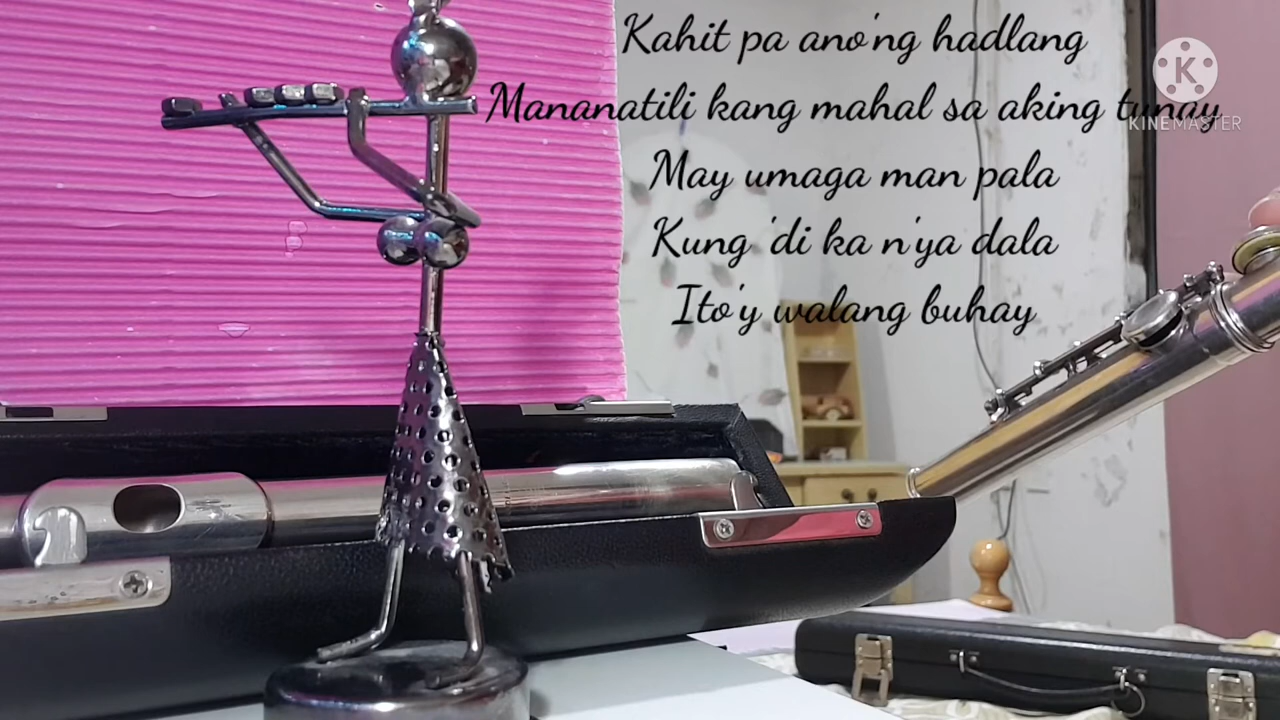 Kahit pa ano'ng hadlang
Mananatili kang mahal sa aking tunay
May umaga man pala
Kung 'di ka n'ya dala
Ito'y walang buhay
K
KINEMASTER